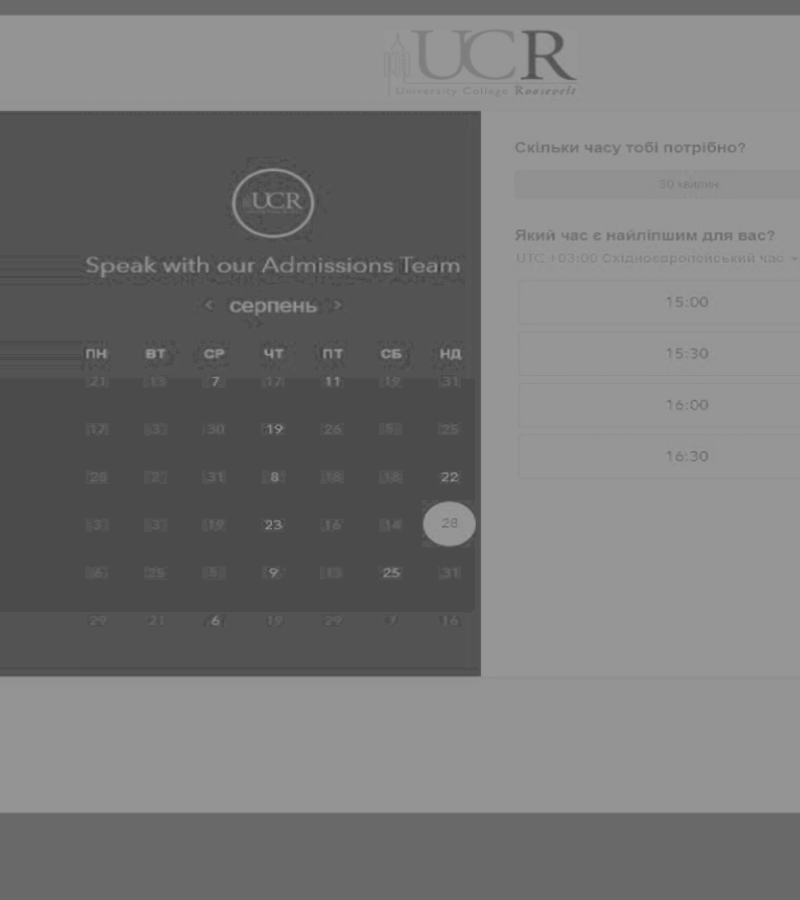 UCR
University College Roosevelt
UCR
Speak with our Admissions Team
< серпень >
ПН ВТ СР ЧТ ПТ СБ НД
21 13 7 17 11 19 31
17 3 30 19 26 5 25
28 2 31 8 18 18 22
3 3 19 23 16 14 28
6 25 5 9 13 25 31
29 21 6 19 29 7 16
Скільки часу тобі потрібно?
30 хвилин
Який час є найліпшим для вас?
UTC +03:00 Східноєвропейський час
15:00
15:30
16:00
16:30